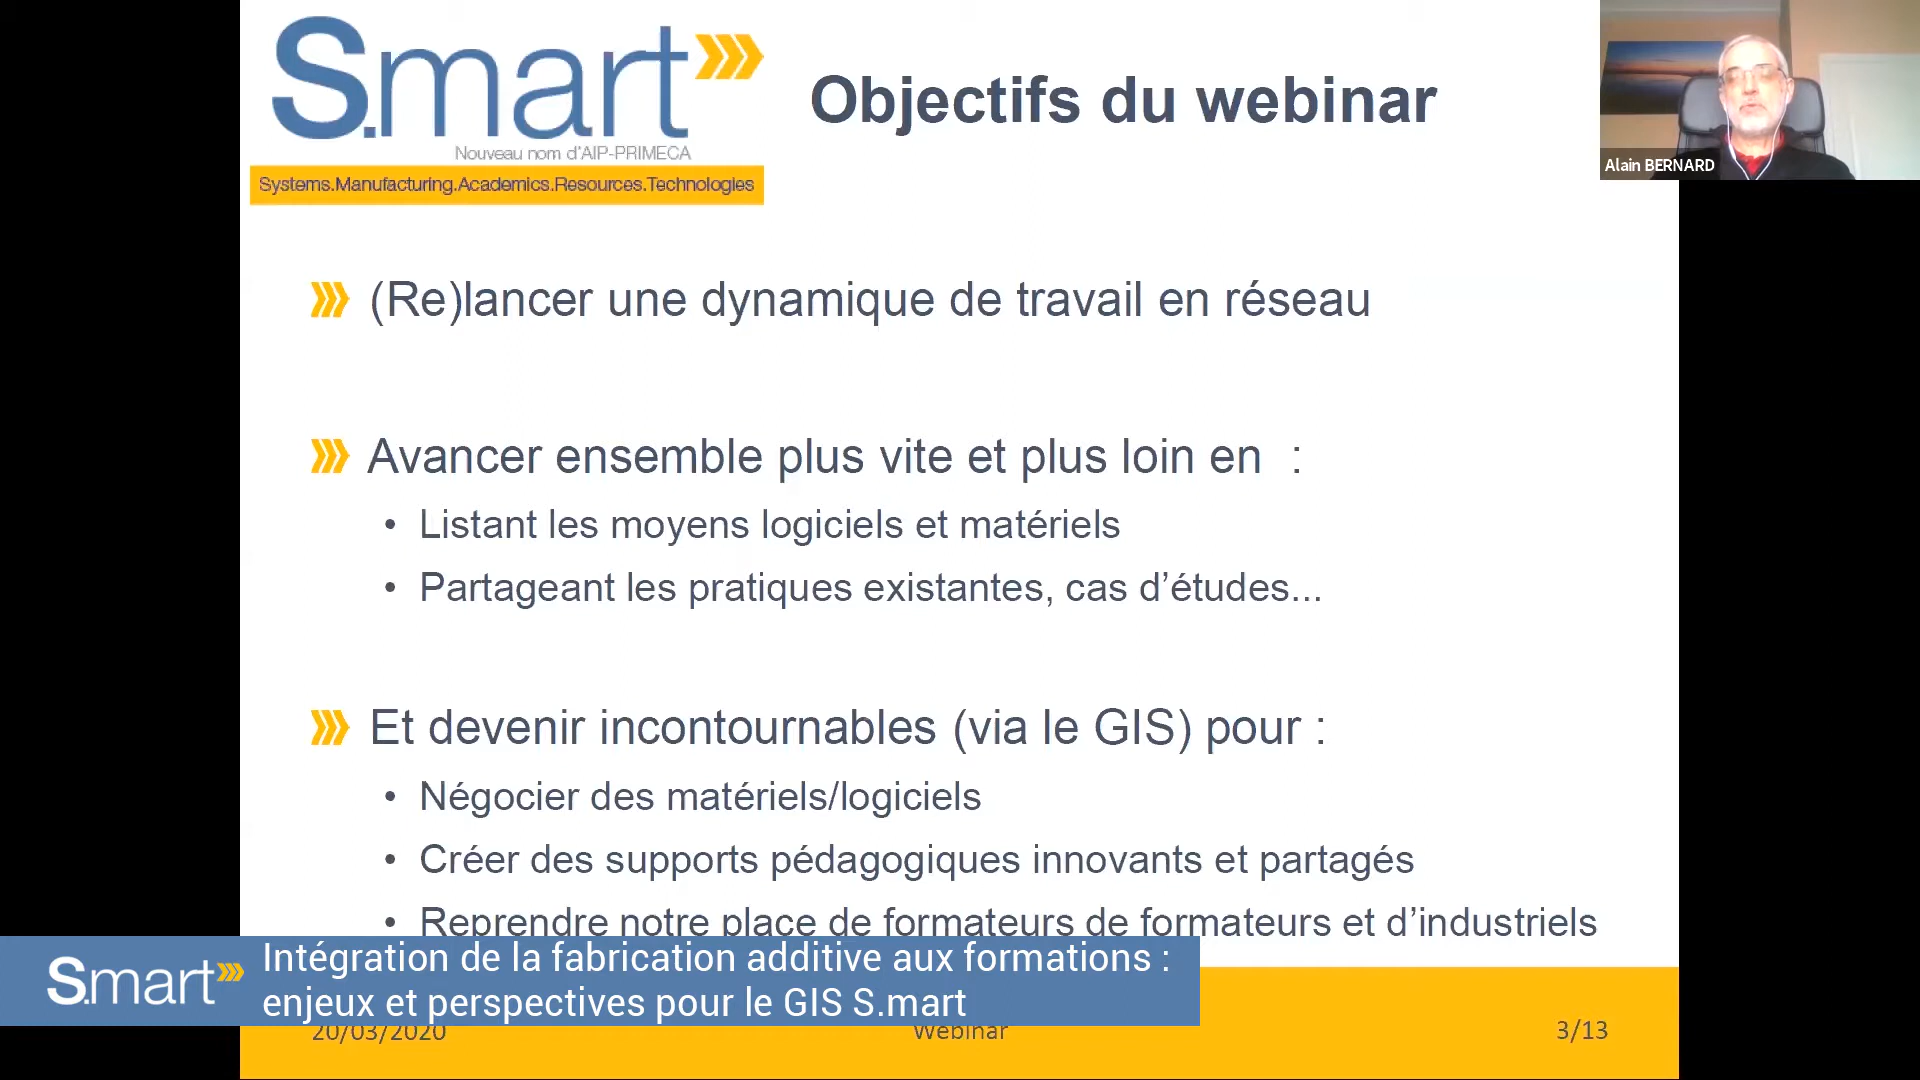 S.mart
Nouveau nom d'AIP-PRIMECA
Systems.Manufacturing.Academics.Resources.Technologies
Objectifs du webinar
Alain BERNARD
(Re)lancer une dynamique de travail en réseau
Avancer ensemble plus vite et plus loin en :
• Listant les moyens logiciels et matériels
• Partageant les pratiques existantes, cas d’études...
Et devenir incontournables (via le GIS) pour :
• Négocier des matériels/logiciels
• Créer des supports pédagogiques innovants et partagés
• Reprendre notre place de formateurs de formateurs et d’industriels
S.mart
Intégration de la fabrication additive aux formations :
enjeux et perspectives pour le GIS S.mart
20/03/2020
Webinar
3/13